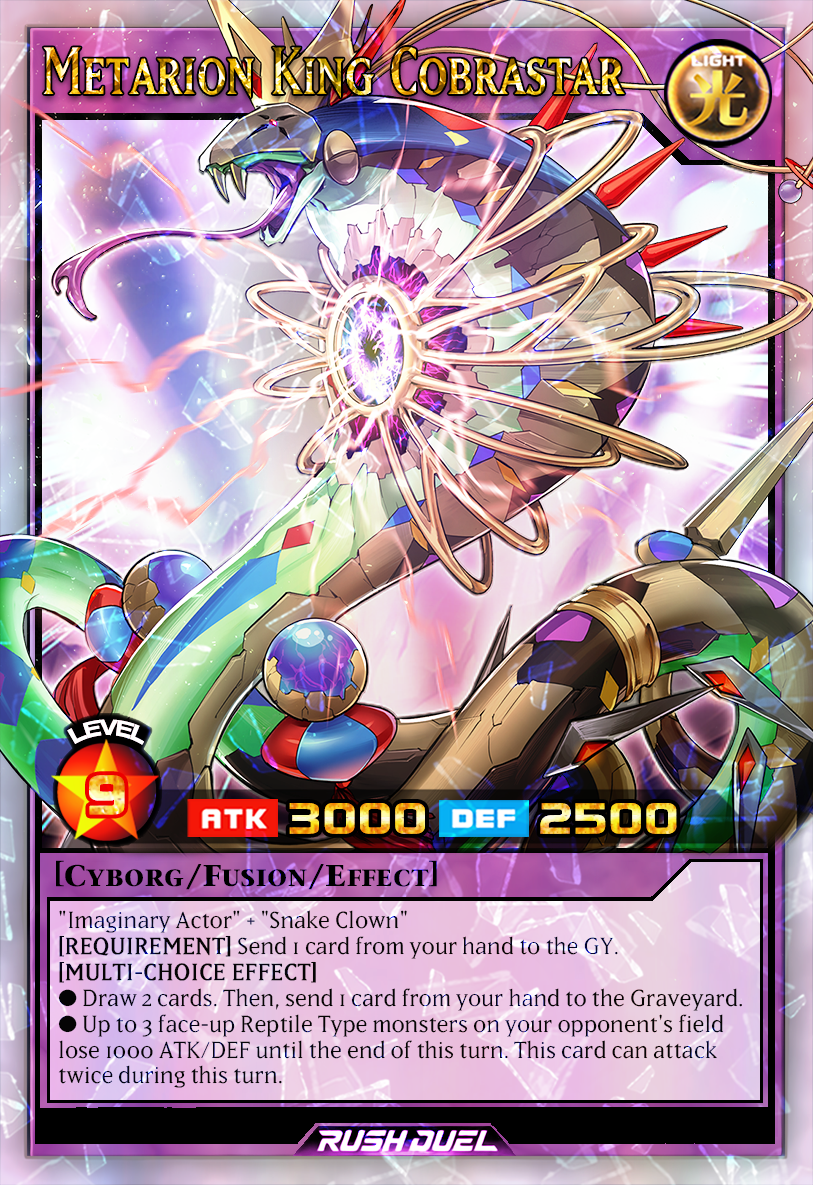 Metarion King Cobrastar
LIGHT
光
LEVEL
9
ATK 3000 DEF 2500
[Cyborg/Fusion/Effect]
"Imaginary Actor" + "Snake Clown"
[REQUIREMENT] Send 1 card from your hand to the GY.
[MULTI-CHOICE EFFECT]
● Draw 2 cards. Then, send 1 card from your hand to the Graveyard.
● Up to 3 face-up Reptile Type monsters on your opponent's field
lose 1000 ATK/DEF until the end of this turn. This card can attack
twice during this turn.
RUSH DUEL